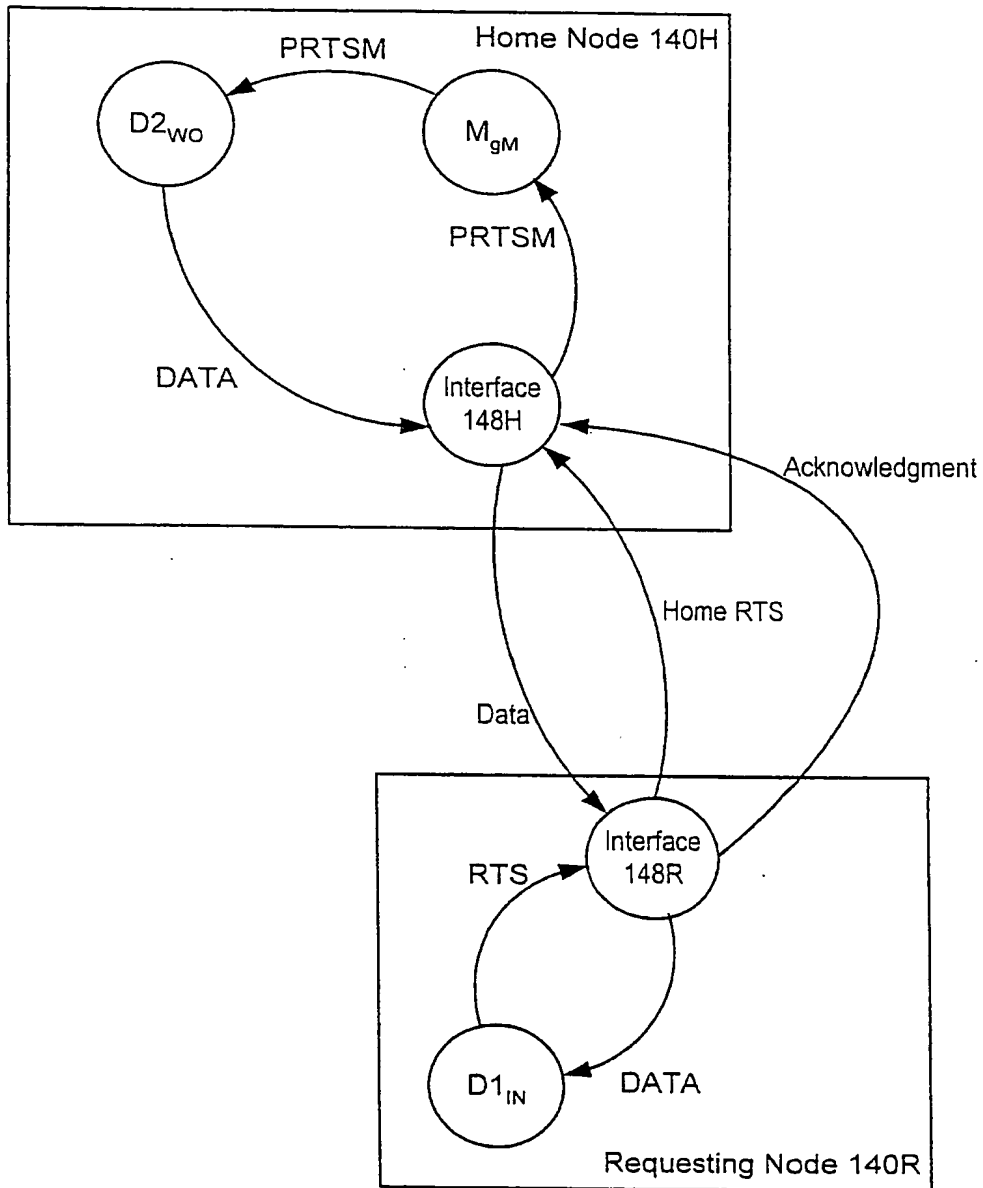 Home Node 140H
PRTSM
D2WO
MgM
PRTSM
DATA
Interface
148H
Acknowledgment
Home RTS
Data
Interface
148R
RTS
D1IN
DATA
Requesting Node 140R